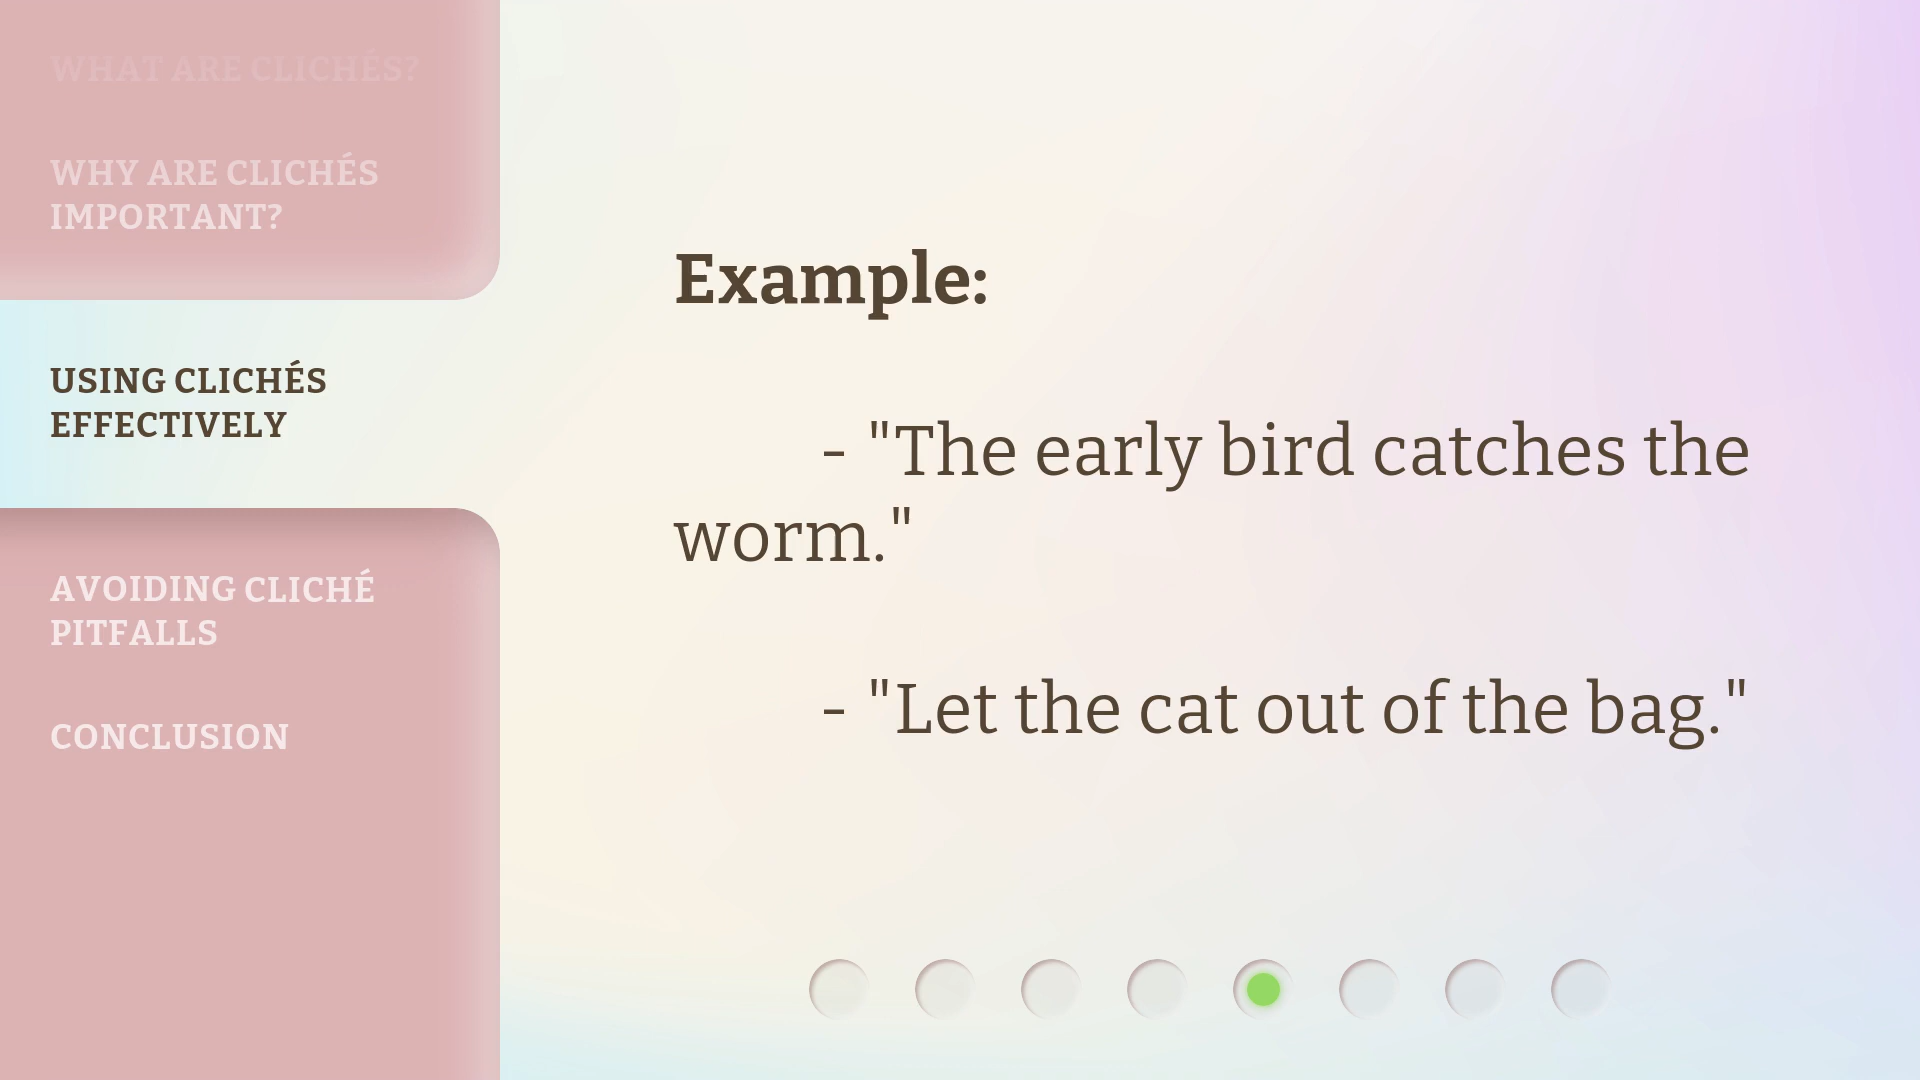 WHAT ARE CLICHÉS?
WHY ARE CLICHÉS
IMPORTANT?
USING CLICHÉS
EFFECTIVELY
AVOIDING CLICHÉ
PITFALLS
CONCLUSION
Example:
- "The early bird catches the
worm."
- "Let the cat out of the bag."